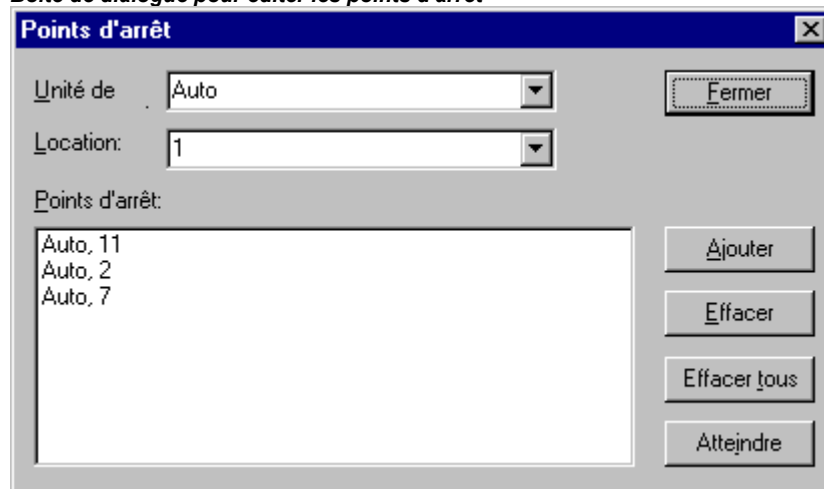 Boîte de dialogue pour éditer les points d'arrêt
Points d'arrêt
Unité de . Auto
Fermer
Location: 1
Points d'arrêt:
Auto, 11
Auto, 2
Auto, 7
Ajouter
Effacer
Effacer tous
Atteindre